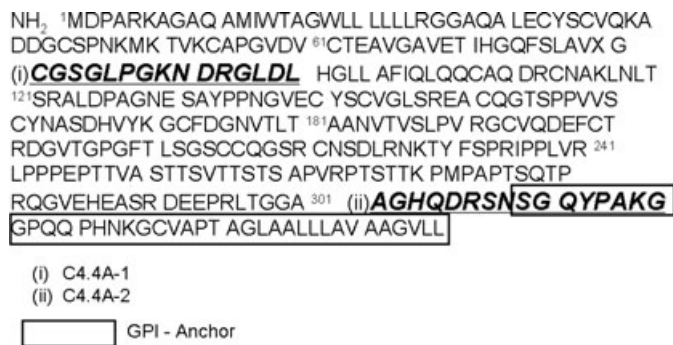 NH₂ ¹MDPARKAGAQ AMIWTAGWLL LLLLRGGAQA LECYSCVQKA
DDGCSPNKMK TVKCAPGVDV ⁶¹CTEAVGAVET IHGQFSLAVX G
(i)CGSGLPGKN DRGLDL HGLL AFIQLQQCAQ DRCNAKLNLT
¹²¹SRALDPAGNE SAYPPNGVEC YSCVGLSREA CQGTSPPVVS
CYNASDHVYK GCFDGNVTLT ¹⁸¹AANVTVSLPV RGCVQDEFCT
RDGVTGPGFT LSGSCCQGSR CNSDLRNKTY FSPRIPPLVR ²⁴¹
LPPPEPTTVA STTSVTTSTS APVRPTSTTK PMPAPTSQTP
RQGVEHEASR DEEPRLTGGA ³⁰¹ (ii)AGHQDRSNSG QYPAKG
GPQQ PHNKGCVAPT AGLAALLLAV AAGVLL
(i) C4.4A-1
(ii) C4.4A-2
GPI - Anchor